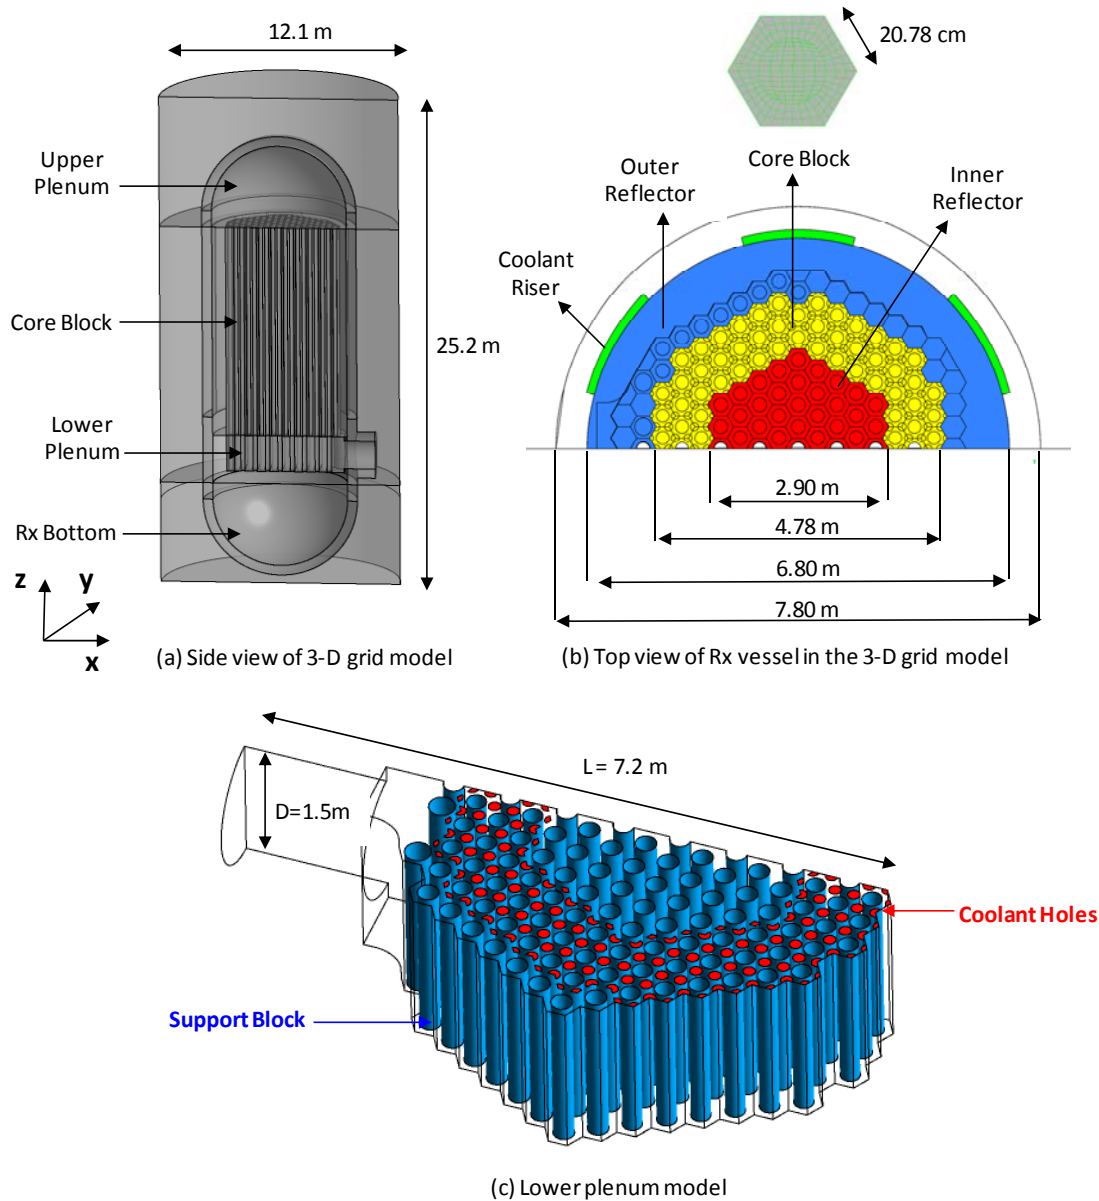 12.1 m
Upper
Plenum
Core Block
25.2 m
Lower
Plenum
Rx Bottom
z
y
x
(a) Side view of 3-D grid model
20.78 cm
Core Block
Outer
Reflector
Inner
Reflector
Coolant
Riser
2.90 m
4.78 m
6.80 m
7.80 m
(b) Top view of Rx vessel in the 3-D grid model
L = 7.2 m
D=1.5m
Coolant Holes
Support Block
(c) Lower plenum model